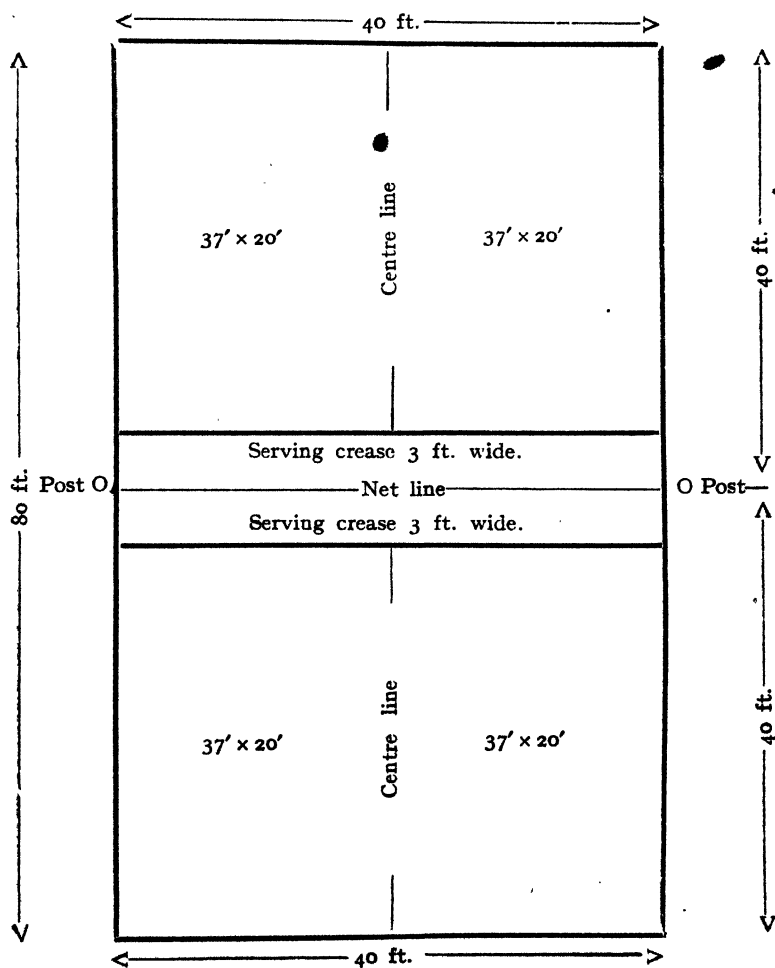 40 ft.
37′ × 20′
Centre line
37′ × 20′
40 ft.
Serving crease 3 ft. wide.
80 ft.
Post O
Net line
O Post
Serving crease 3 ft. wide.
37′ × 20′
Centre line
37′ × 20′
40 ft.
40 ft.